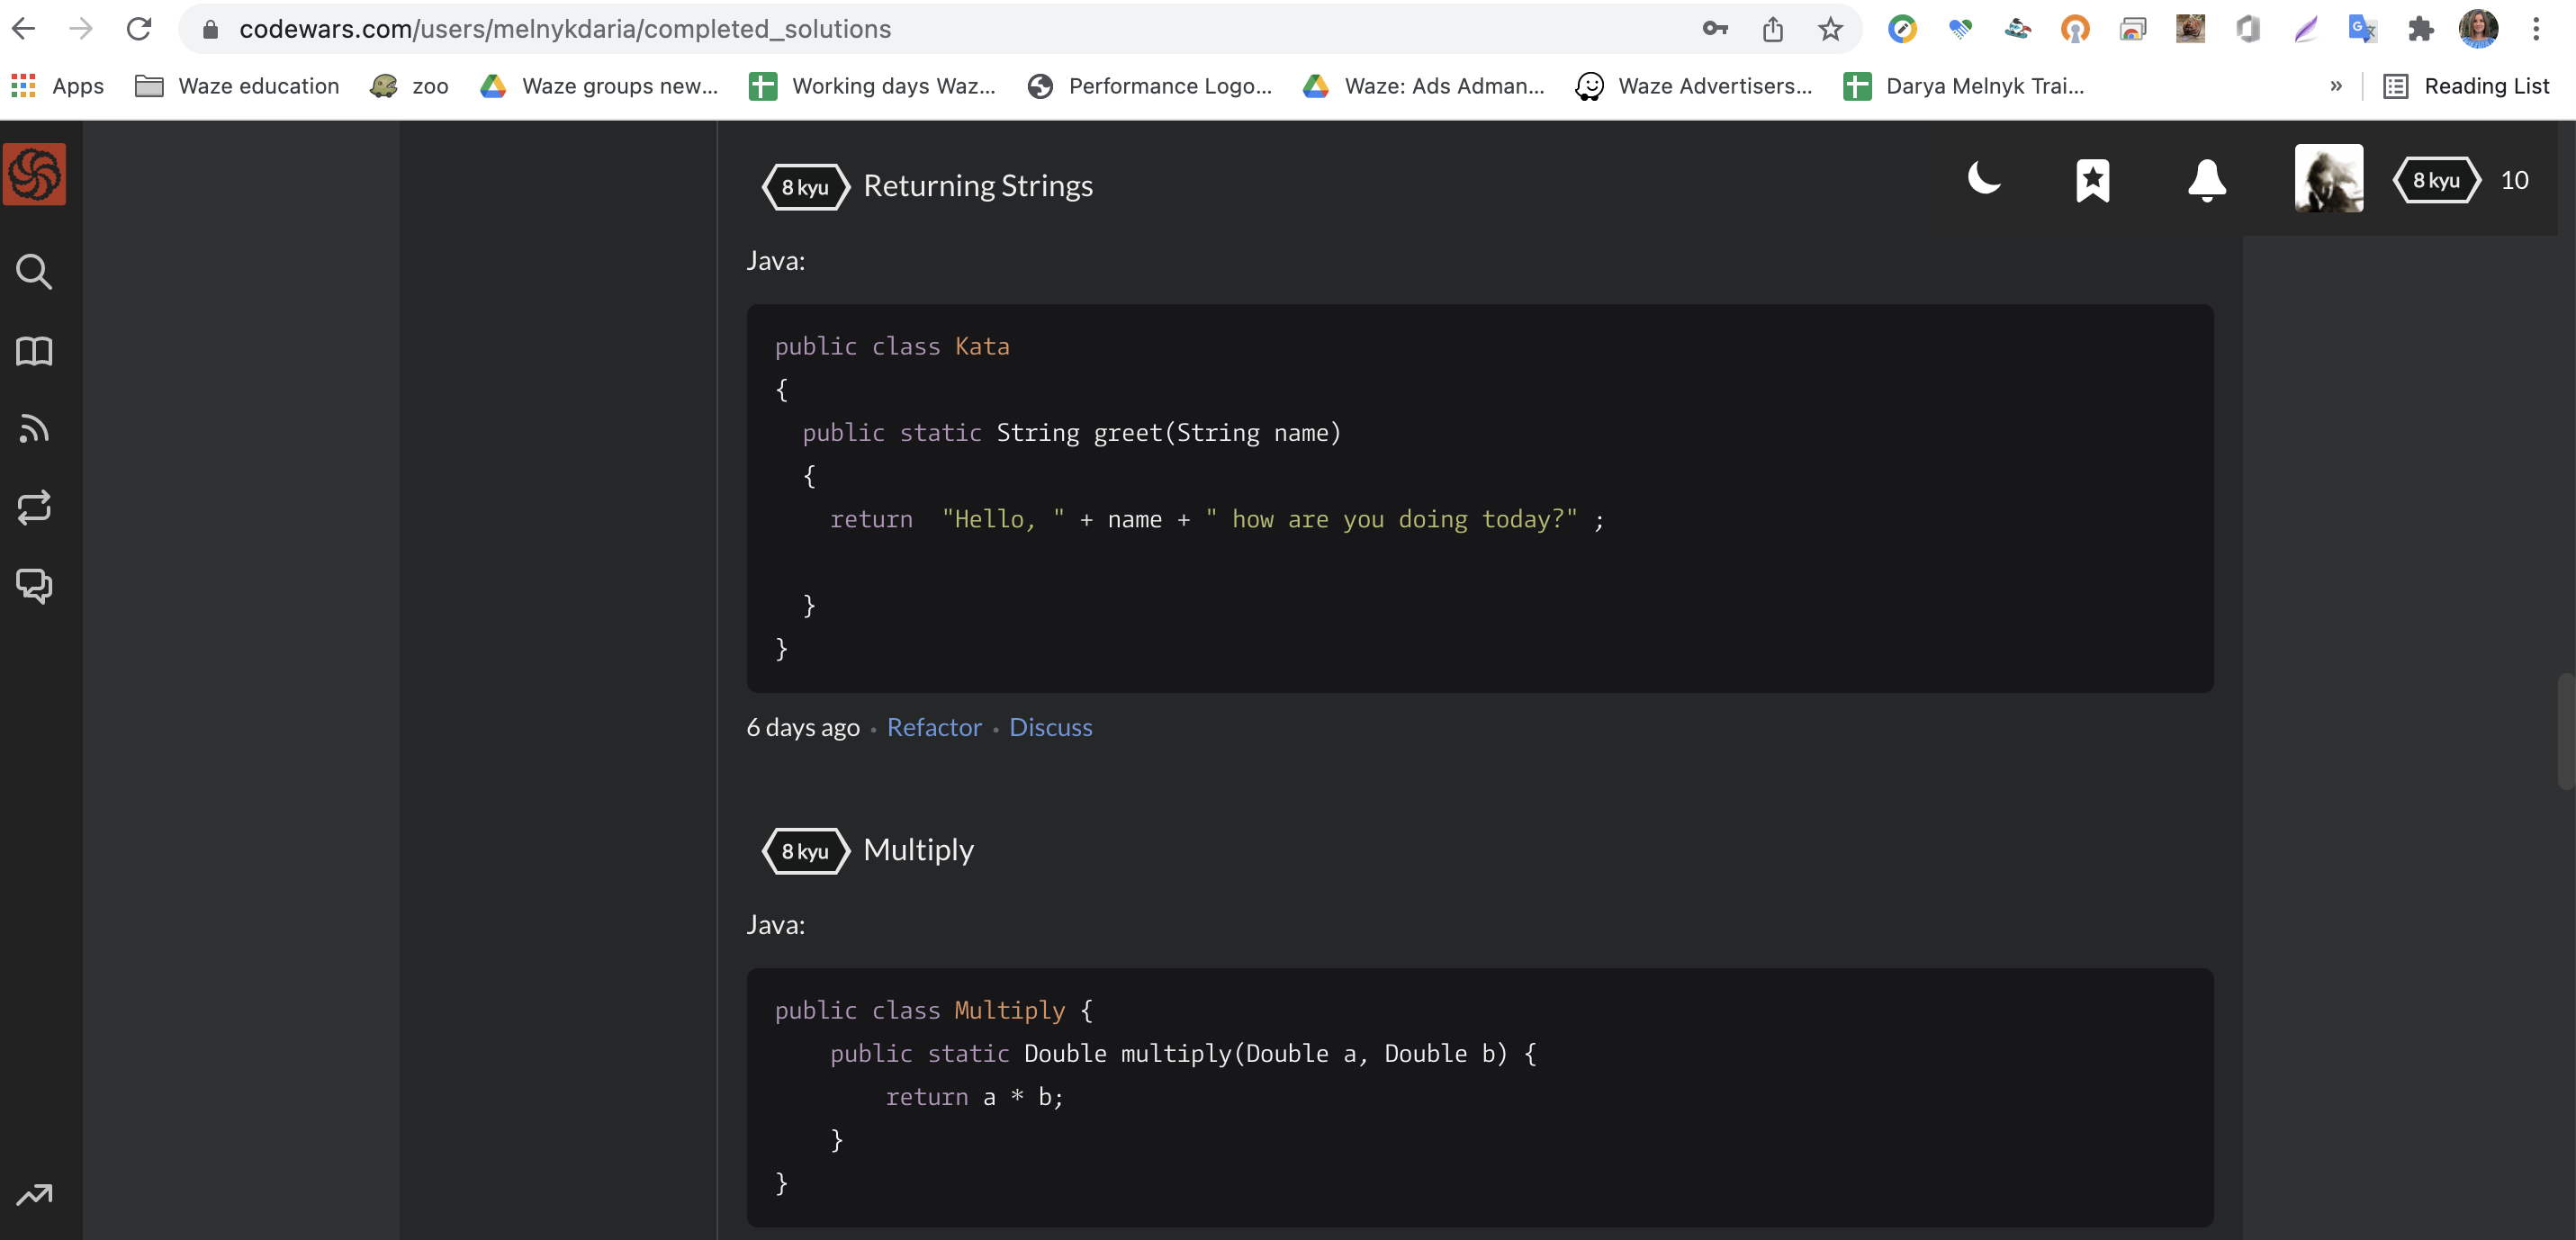 codewars.com/users/melnykdaria/completed_solutions
Apps Waze education zoo Waze groups new... Working days Waz... Performance Logo... Waze: Ads Adman... Waze Advertisers... Darya Melnyk Trai... » Reading List
8 kyu Returning Strings
8 kyu 10
Java:
public class Kata
{
  public static String greet(String name)
  {
    return  "Hello, " + name + " how are you doing today?" ;
  }
}
6 days ago • Refactor • Discuss
8 kyu Multiply
Java:
public class Multiply {
    public static Double multiply(Double a, Double b) {
        return a * b;
    }
}